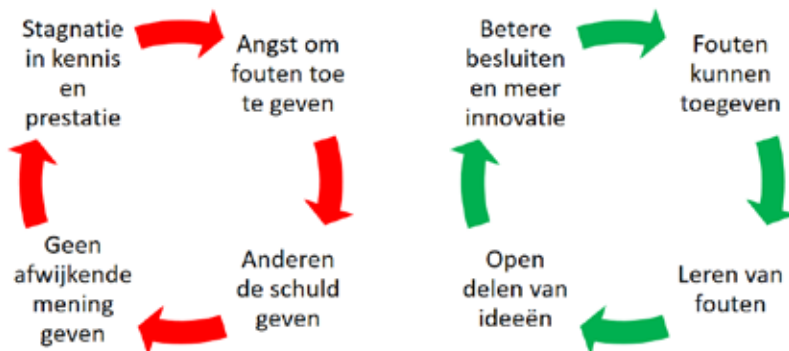 Stagnatie
in kennis
en
prestatie
Angst om
fouten toe
te geven
Anderen
de schuld
geven
Geen
afwijkende
mening
geven
Betere
besluiten
en meer
innovatie
Fouten
kunnen
toegeven
Leren van
fouten
Open
delen van
ideeën